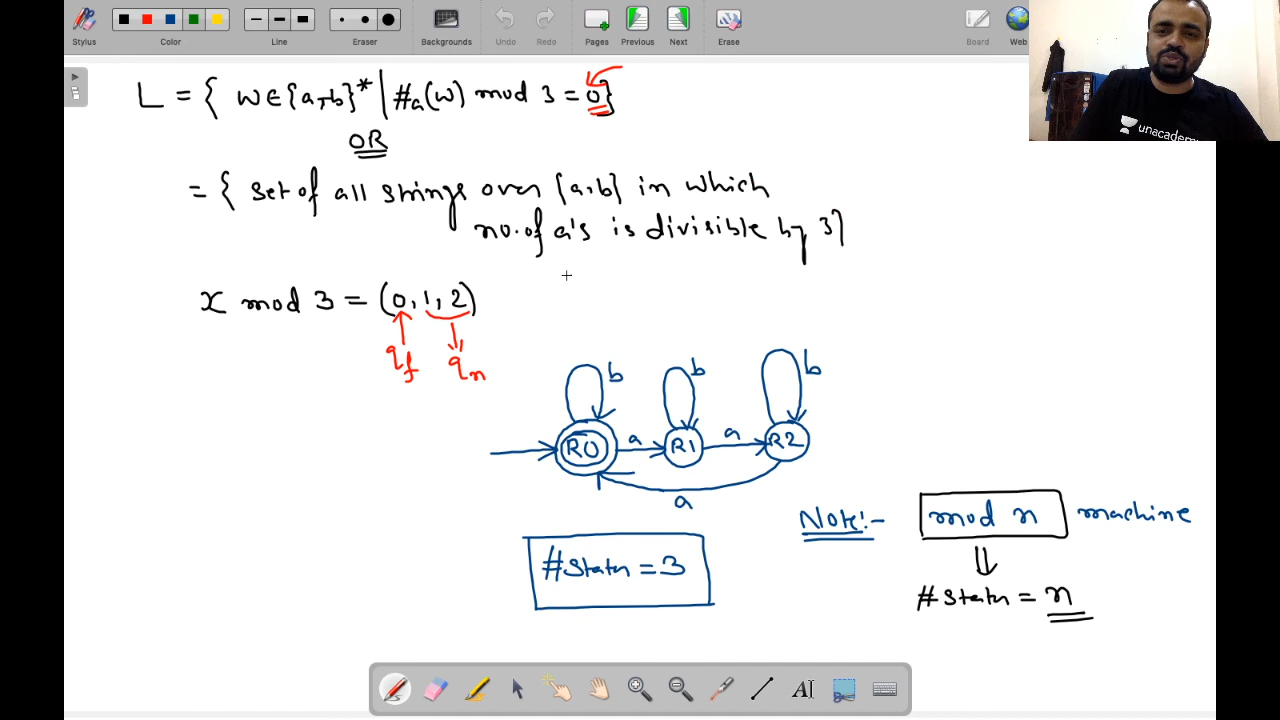 Stylus Color Line Eraser Backgrounds Undo Redo Pages Previous Next Erase Board Web
L = { w∈{a,b}* | #a(w) mod 3 = 0}
OR
= { set of all strings over {a,b} in which
no. of a's is divisible by 3}
x mod 3 = (0, 1, 2)
qf qn
b b b
R0 a R1 a R2
a
Note:- mod n machine
#States = 3
#States = n
unacademy